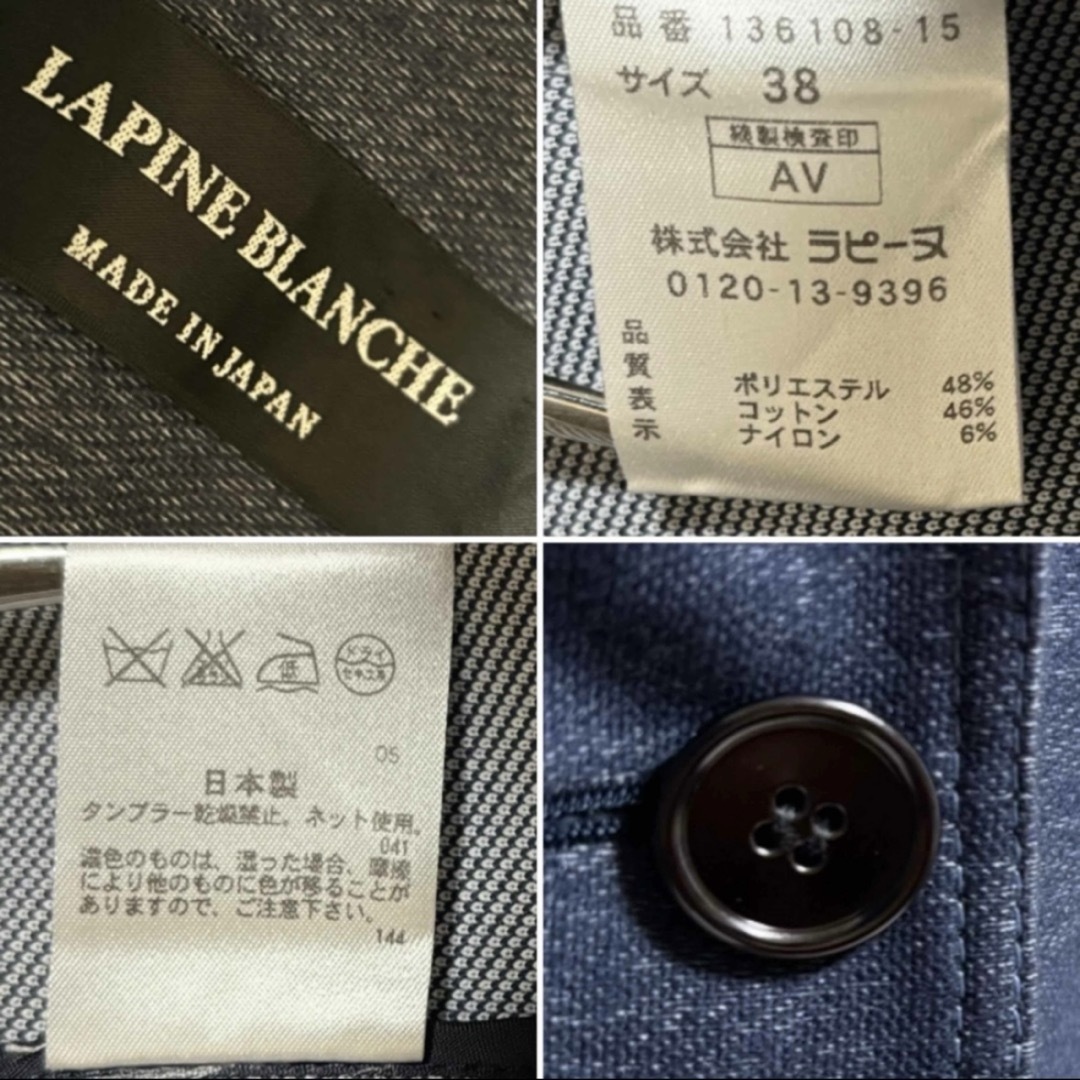 LAPINE BLANCHE
MADE IN JAPAN
品番 136108-15
サイズ 38
縫製検査印
AV
株式会社 ラピーヌ
0120-13-9396
品質表示
ポリエステル 48%
コットン 46%
ナイロン 6%
低
ドライ
セキユ系
05
日本製
タンブラー乾燥禁止。ネット使用。
041
濃色のものは、湿った場合、摩擦
により他のものに色が移ることが
ありますので、ご注意下さい。
144